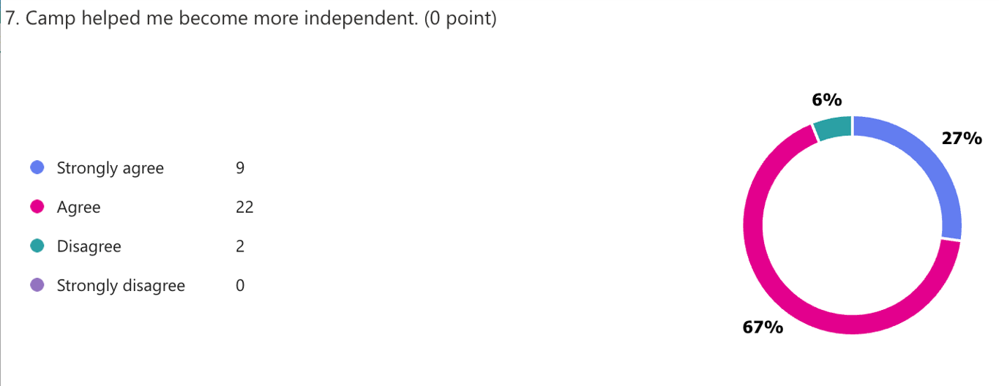 7. Camp helped me become more independent. (0 point)
6%
27%
Strongly agree 9
Agree 22
Disagree 2
Strongly disagree 0
67%